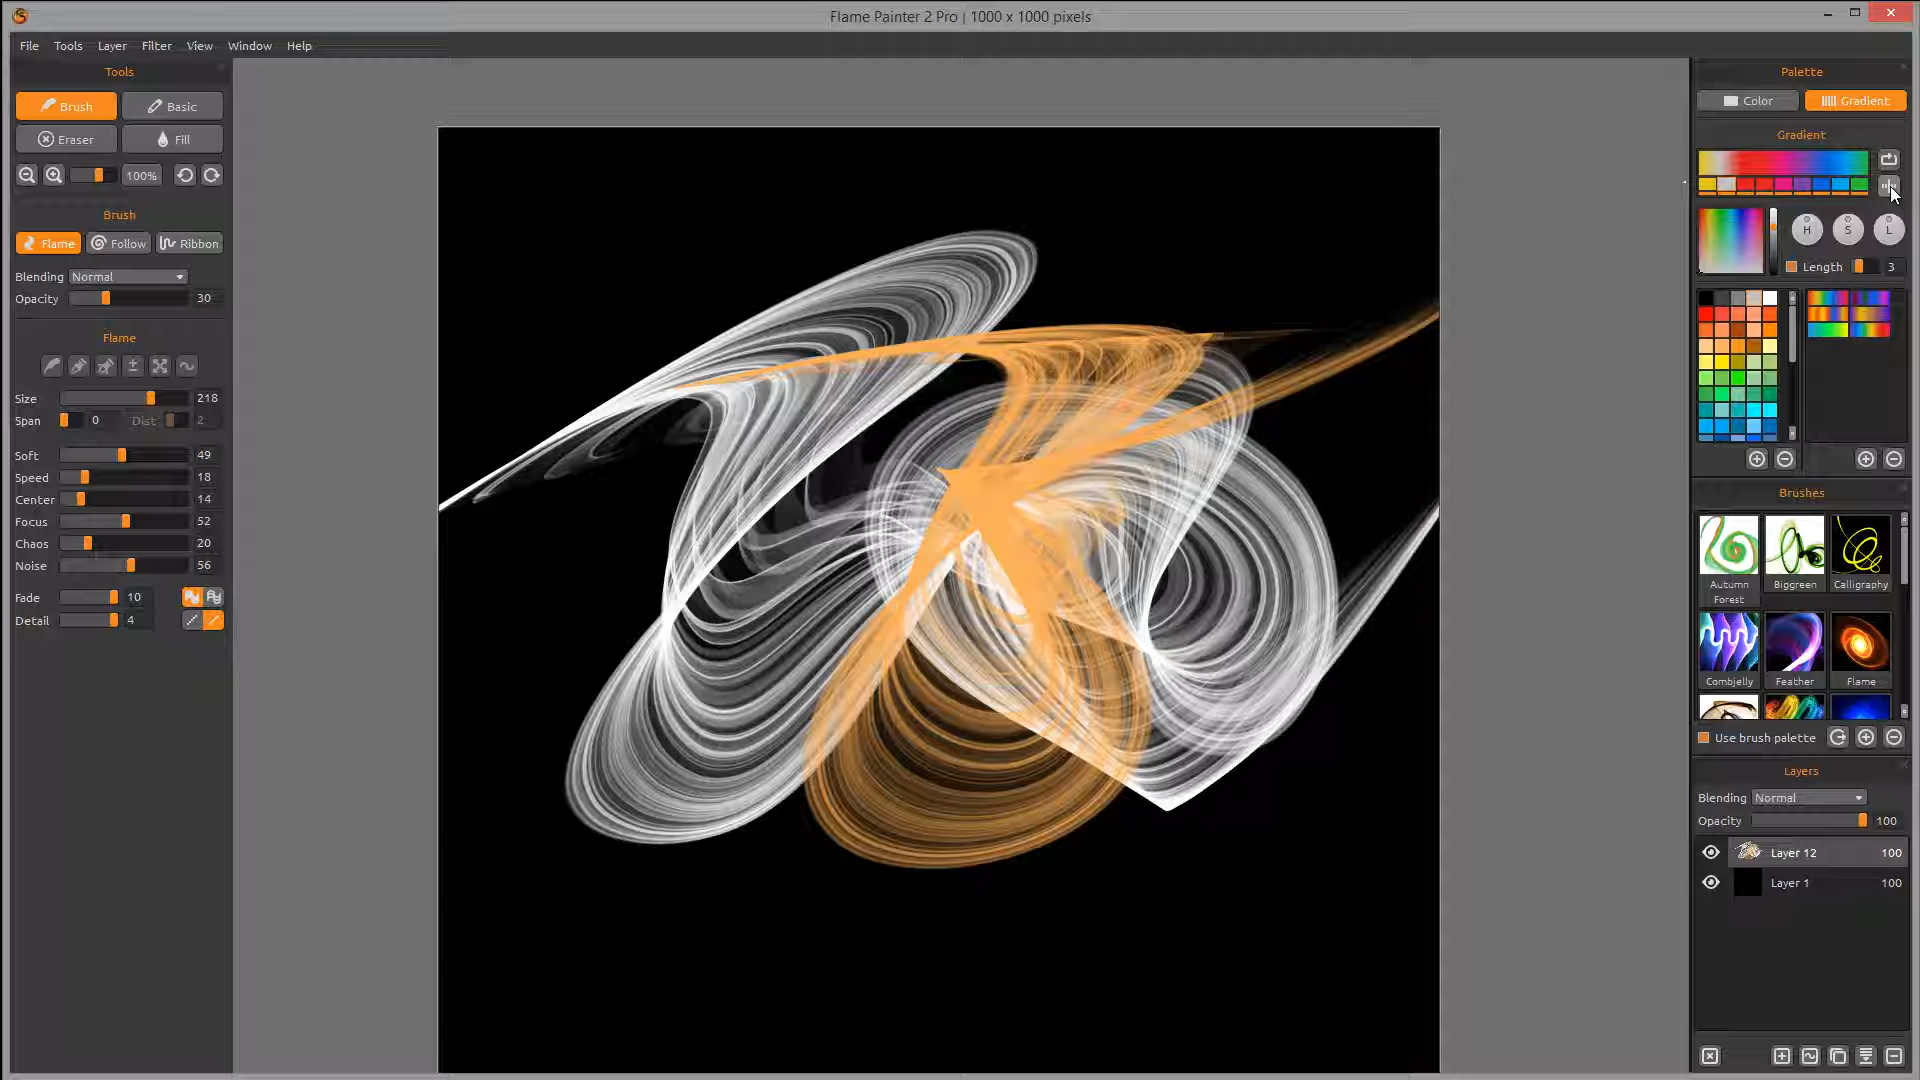 Flame Painter 2 Pro | 1000 x 1000 pixels
File Tools Layer Filter View Window Help
Tools
Brush Basic
Eraser Fill
100%
Brush
Flame Follow Ribbon
Blending Normal
Opacity 30
Flame
Size 218
Span 0 Dist 2
Soft 49
Speed 18
Center 14
Focus 52
Chaos 20
Noise 56
Fade 10
Detail 4
Palette
Color Gradient
Gradient
H S L
Length 3
Brushes
Autumn Forest
Biggreen
Calligraphy
Combjelly Feather Flame
Use brush palette
Layers
Blending Normal
Opacity 100
Layer 12 100
Layer 1 100